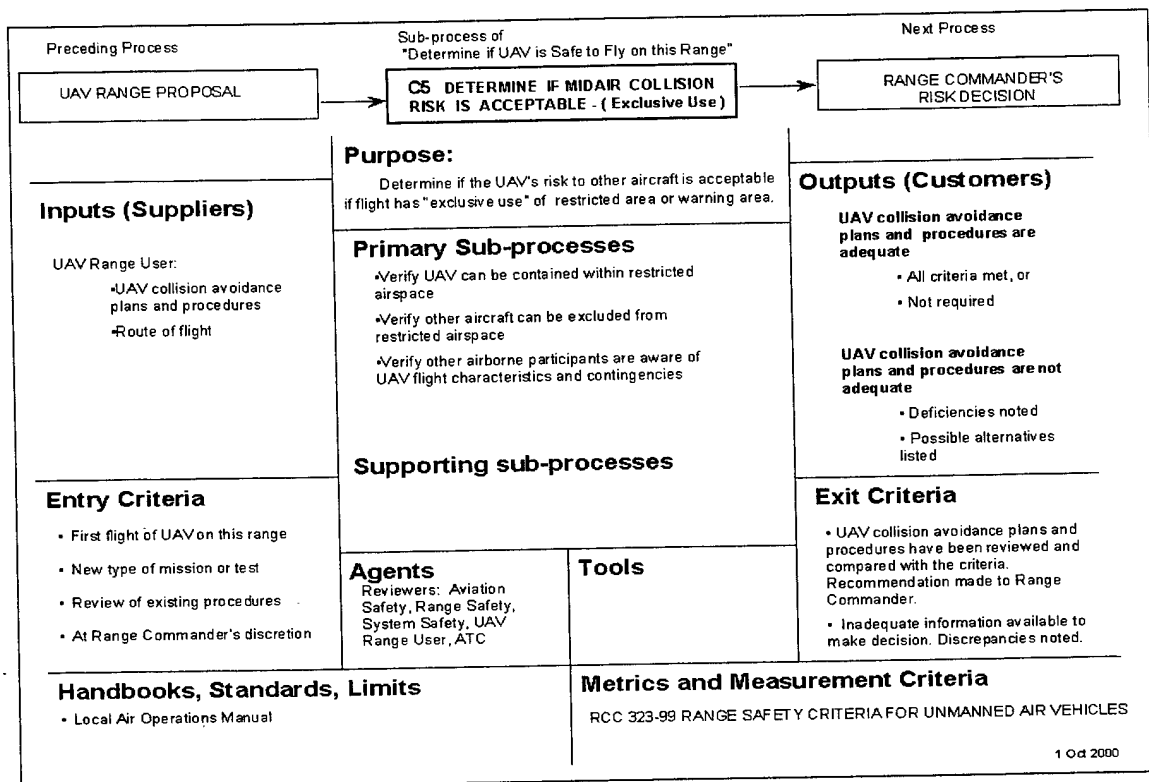 Preceding Process
Sub-process of
"Determine if UAV is Safe to Fly on this Range"
Next Process
UAV RANGE PROPOSAL
C5 DETERMINE IF MIDAIR COLLISION
RISK IS ACCEPTABLE - ( Exclusive Use )
RANGE COMMANDER'S
RISK DECISION
Purpose:
Determine if the UAV's risk to other aircraft is acceptable
if flight has "exclusive use" of restricted area or warning area.
Inputs (Suppliers)
UAV Range User:
•UAV collision avoidance
plans and procedures
•Route of flight
Primary Sub-processes
•Verify UAV can be contained within restricted
airspace
•Verify other aircraft can be excluded from
restricted airspace
•Verify other airborne participants are aware of
UAV flight characteristics and contingencies
Supporting sub-processes
Outputs (Customers)
UAV collision avoidance
plans and procedures are
adequate
• All criteria met, or
• Not required
UAV collision avoidance
plans and procedures are not
adequate
• Deficiencies noted
• Possible alternatives
listed
Entry Criteria
• First flight of UAV on this range
• New type of mission or test
• Review of existing procedures
• At Range Commander's discretion
Agents
Reviewers: Aviation
Safety, Range Safety,
System Safety, UAV
Range User, ATC
Tools
Exit Criteria
• UAV collision avoidance plans and
procedures have been reviewed and
compared with the criteria.
Recommendation made to Range
Commander.
• Inadequate information available to
make decision. Discrepancies noted.
Handbooks, Standards, Limits
• Local Air Operations Manual
Metrics and Measurement Criteria
RCC 323-99 RANGE SAFETY CRITERIA FOR UNMANNED AIR VEHICLES
1 Oct 2000